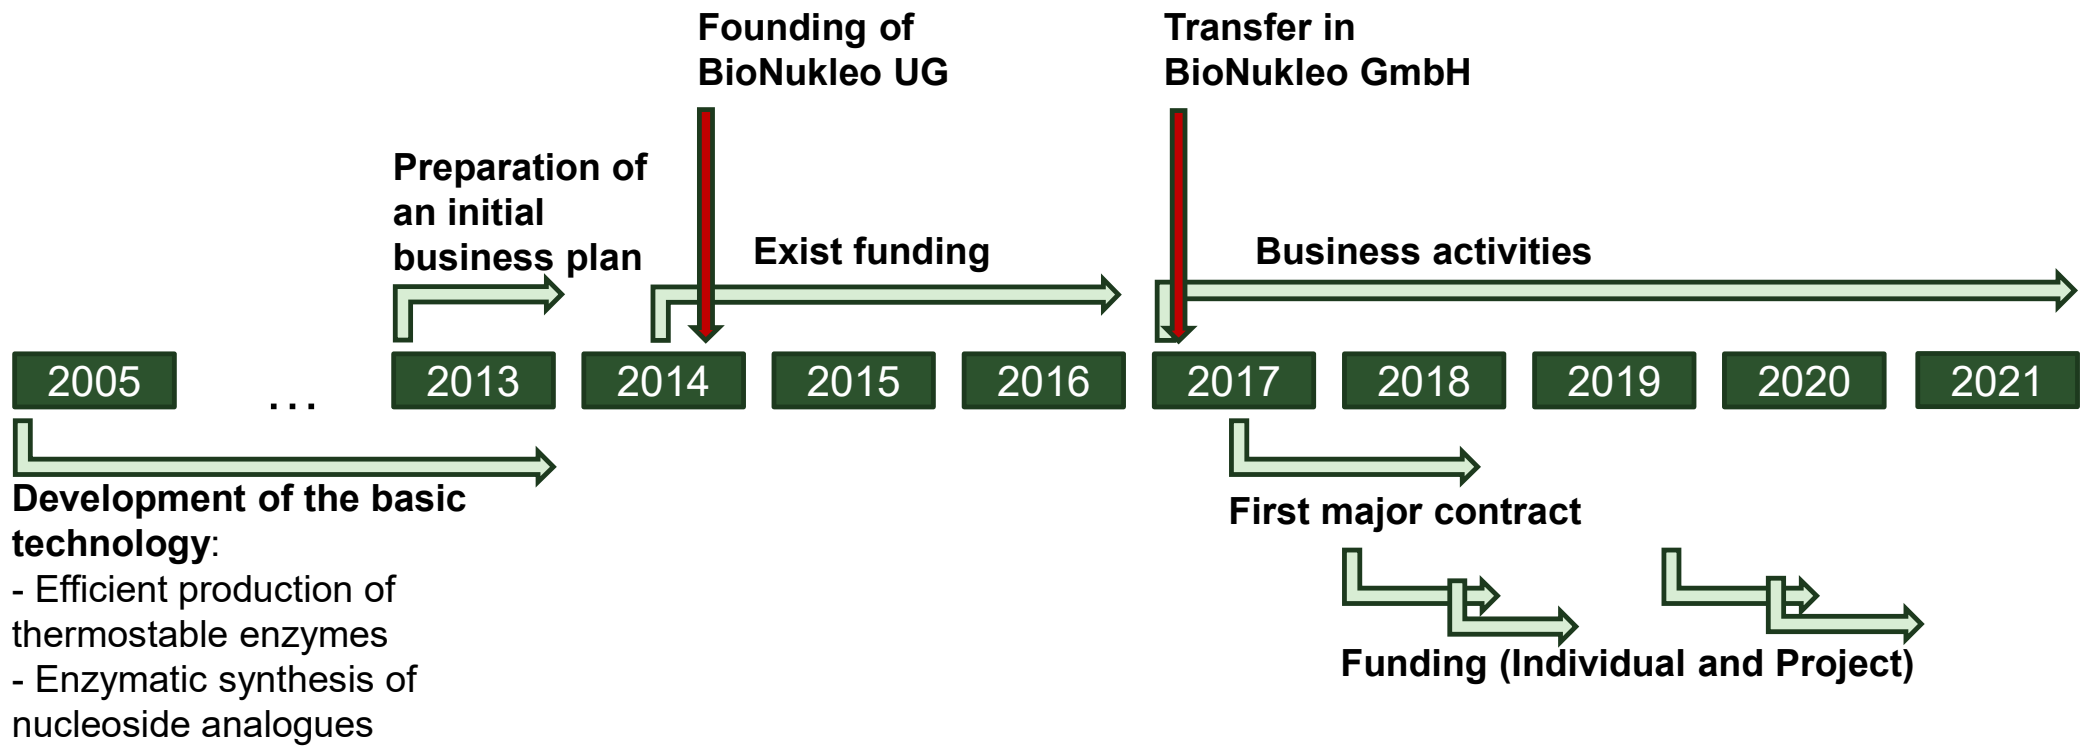 Founding of
BioNukleo UG
Transfer in
BioNukleo GmbH
Preparation of
an initial
business plan
Exist funding
Business activities
2005
...
2013
2014
2015
2016
2017
2018
2019
2020
2021
Development of the basic
technology:
- Efficient production of
thermostable enzymes
- Enzymatic synthesis of
nucleoside analogues
First major contract
Funding (Individual and Project)